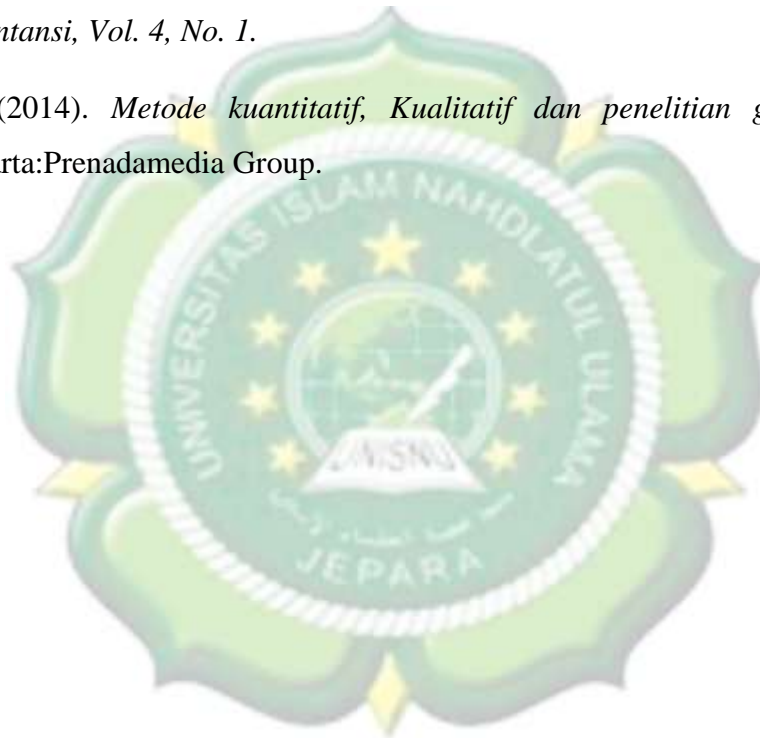 ntansi, Vol. 4, No. 1.
(2014). Metode kuantitatif, Kualitatif dan penelitian g
arta:Prenadamedia Group.
UNIVERSITAS ISLAM NAHDLATUL ULAMA
UNISNU
JEPARA